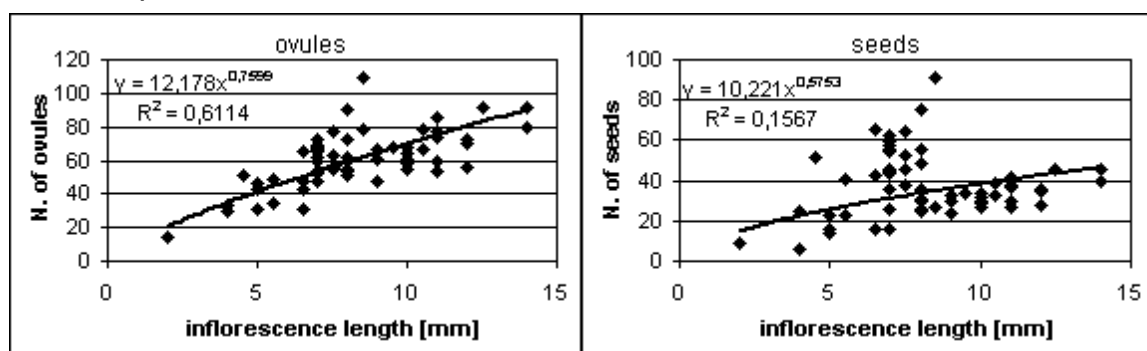 ovules
120
100
80
60
40
20
0
0 5 10 15
N. of ovules
inflorescence length [mm]
y = 12,178x^0,7599
R² = 0,6114
seeds
100
80
60
40
20
0
0 5 10 15
N. of seeds
inflorescence length [mm]
y = 10,221x^0,5753
R² = 0,1567